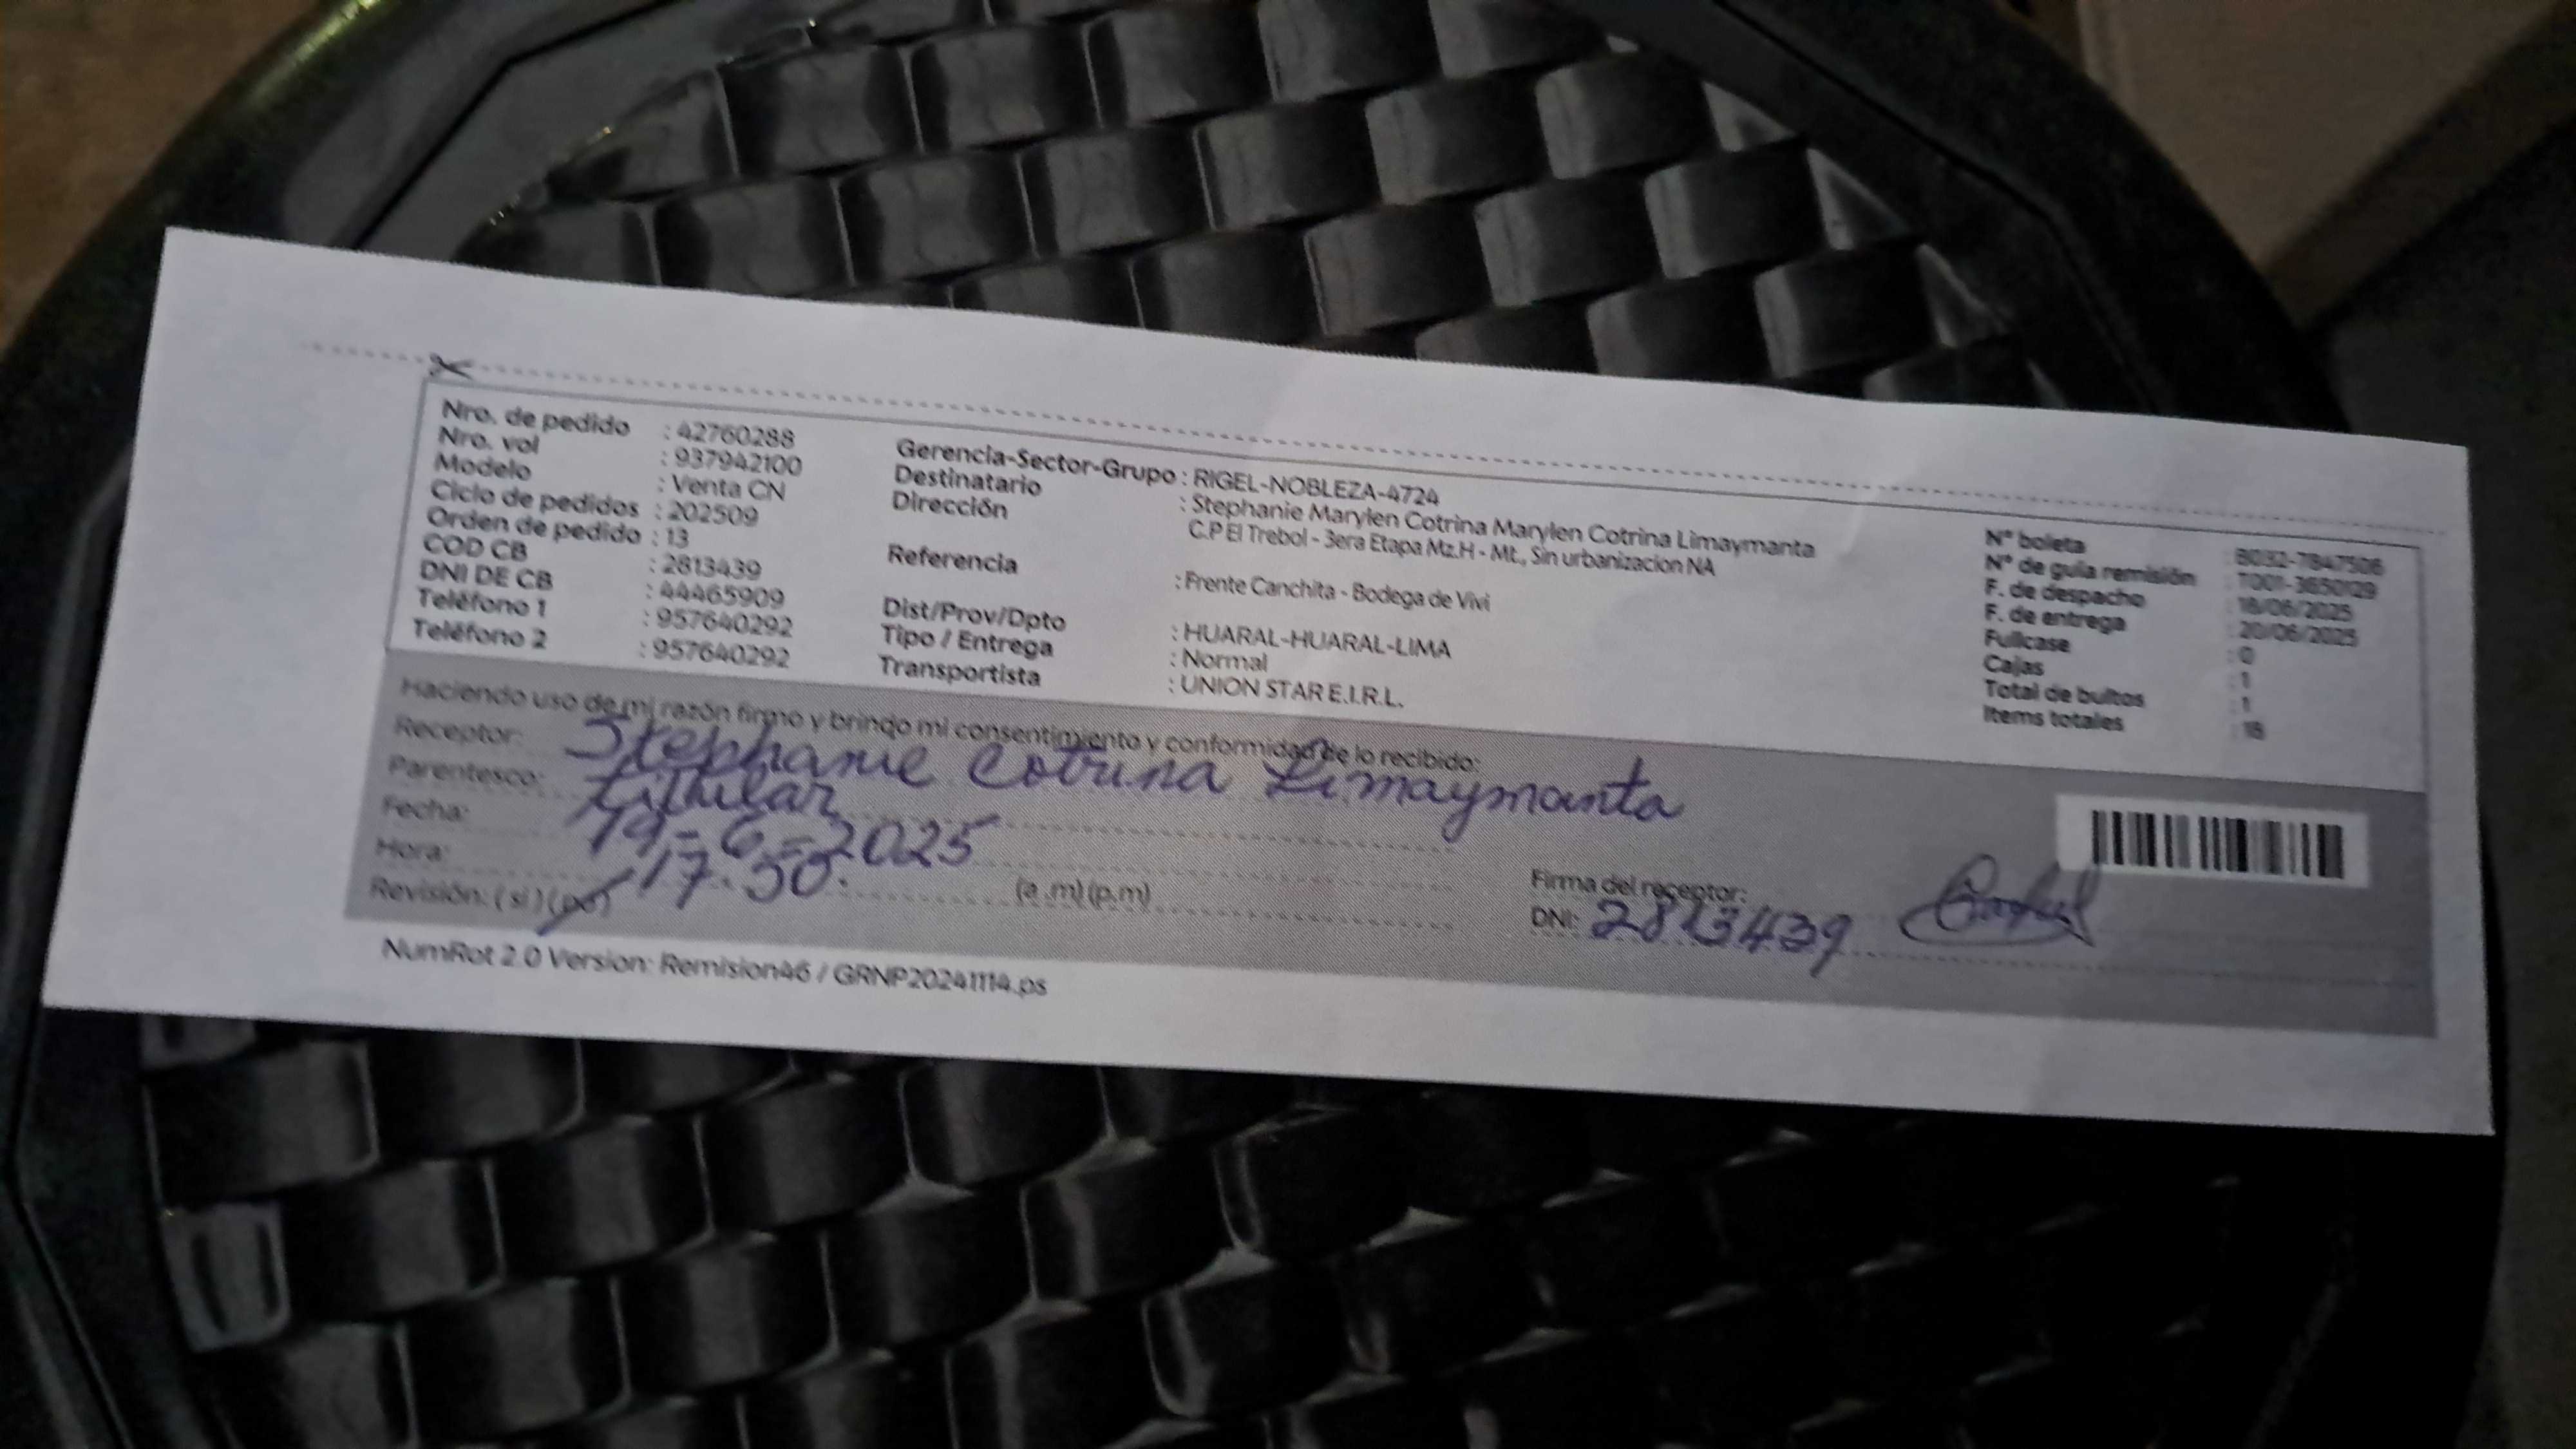 Nro. de pedido : 42760288
Nro. vol : 937942100
Modelo : Venta CN
Ciclo de pedidos : 202509
Orden de pedido : 13
COD CB : 2813439
DNI DE CB : 44465909
Teléfono 1 : 957640292
Teléfono 2 : 957640292
Gerencia-Sector-Grupo : RIGEL-NOBLEZA-4724
Destinatario : Stephanie Marylen Cotrina Marylen Cotrina Limaymanta
Dirección C.P El Trebol - 3era Etapa Mz.H - Mt., Sin urbanizacion NA
Referencia : Frente Canchita - Bodega de Vivi
Dist/Prov/Dpto : HUARAL-HUARAL-LIMA
Tipo / Entrega : Normal
Transportista : UNION STAR E.I.R.L.
N° boleta : B032-7847506
N° de guía remisión : T001-3650129
F. de despacho : 18/06/2025
F. de entrega : 20/06/2025
Fullcase : 0
Cajas : 1
Total de bultos : 1
Items totales : 18
Haciendo uso de mi razón firmo y brindo mi consentimiento y conformidad de lo recibido:
Receptor: Stephanie Cotrina Limaymanta
Parentesco:
Fecha: 19-6-2025
Hora: 17:30. (a .m) (p.m)
Revisión: ( si ) (no)
Firma del receptor:
DNI: 2813439
NumRot 2.0 Version: Remision46 / GRNP20241114.ps